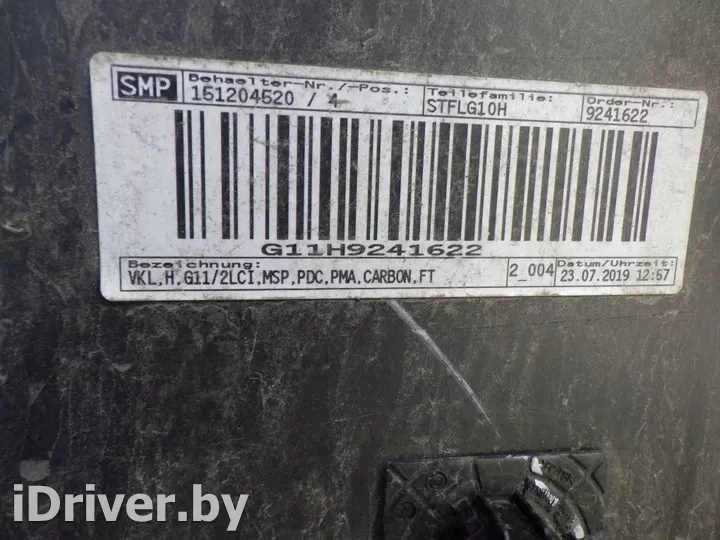 SMP Behaelter-Nr./-Pos.: Teilefamilie: Order-Nr.:
151204520 / 4 STFLG10H 9241622
G11H9241622
Bezeichnung: Datum/Uhrzeit:
VKL,H,G11/2LCI,MSP,PDC,PMA,CARBON,FT 2_004 23.07.2019 12:57
iDriver.by